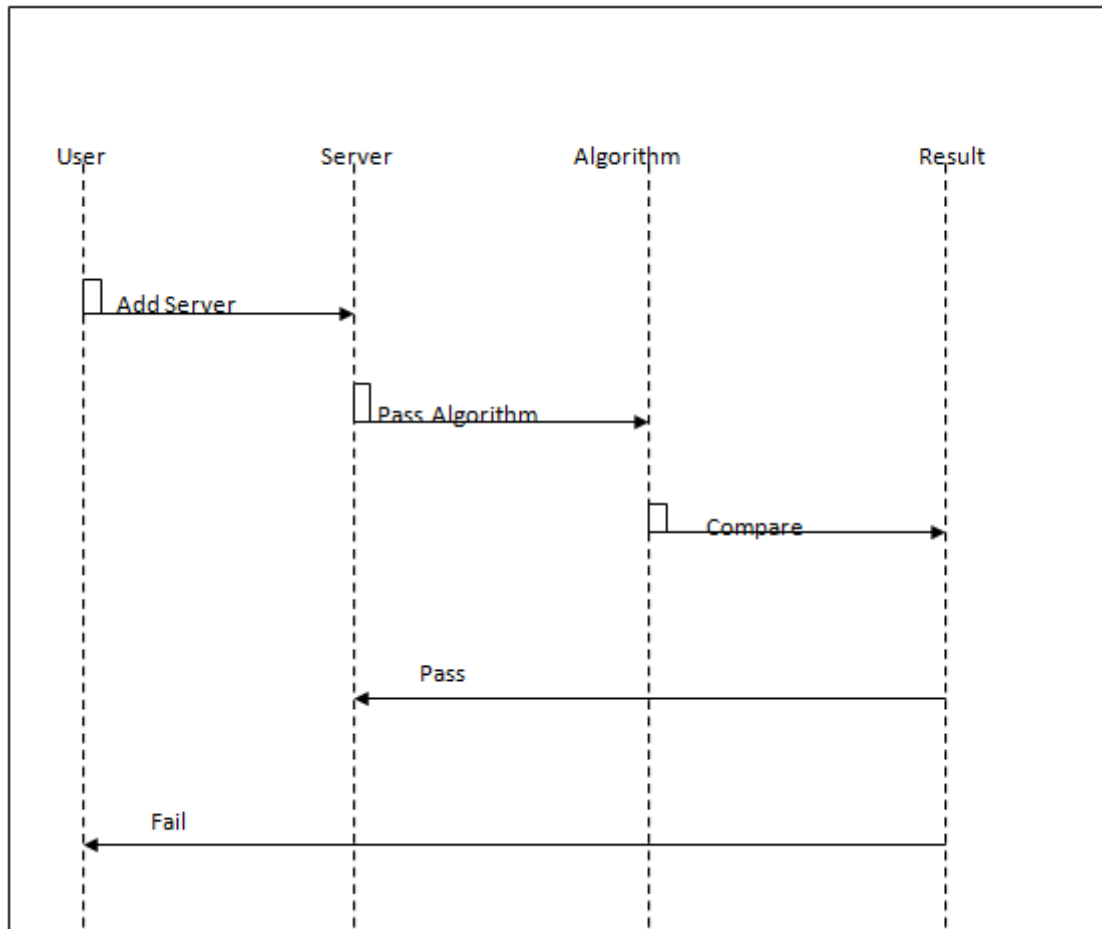 User Server Algorithm Result
Add Server
Pass Algorithm
Compare
Pass
Fail